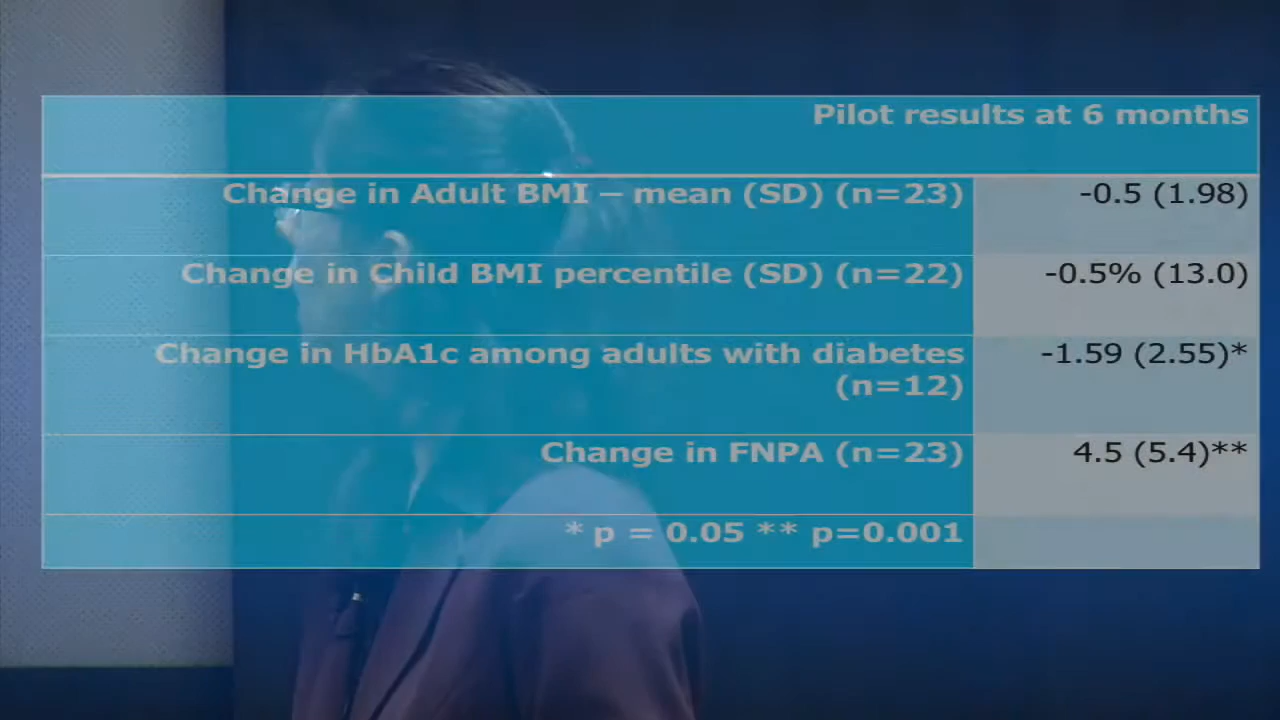 Pilot results at 6 months
Change in Adult BMI – mean (SD) (n=23) -0.5 (1.98)
Change in Child BMI percentile (SD) (n=22) -0.5% (13.0)
Change in HbA1c among adults with diabetes -1.59 (2.55)*
(n=12)
Change in FNPA (n=23) 4.5 (5.4)**
* p = 0.05 ** p=0.001